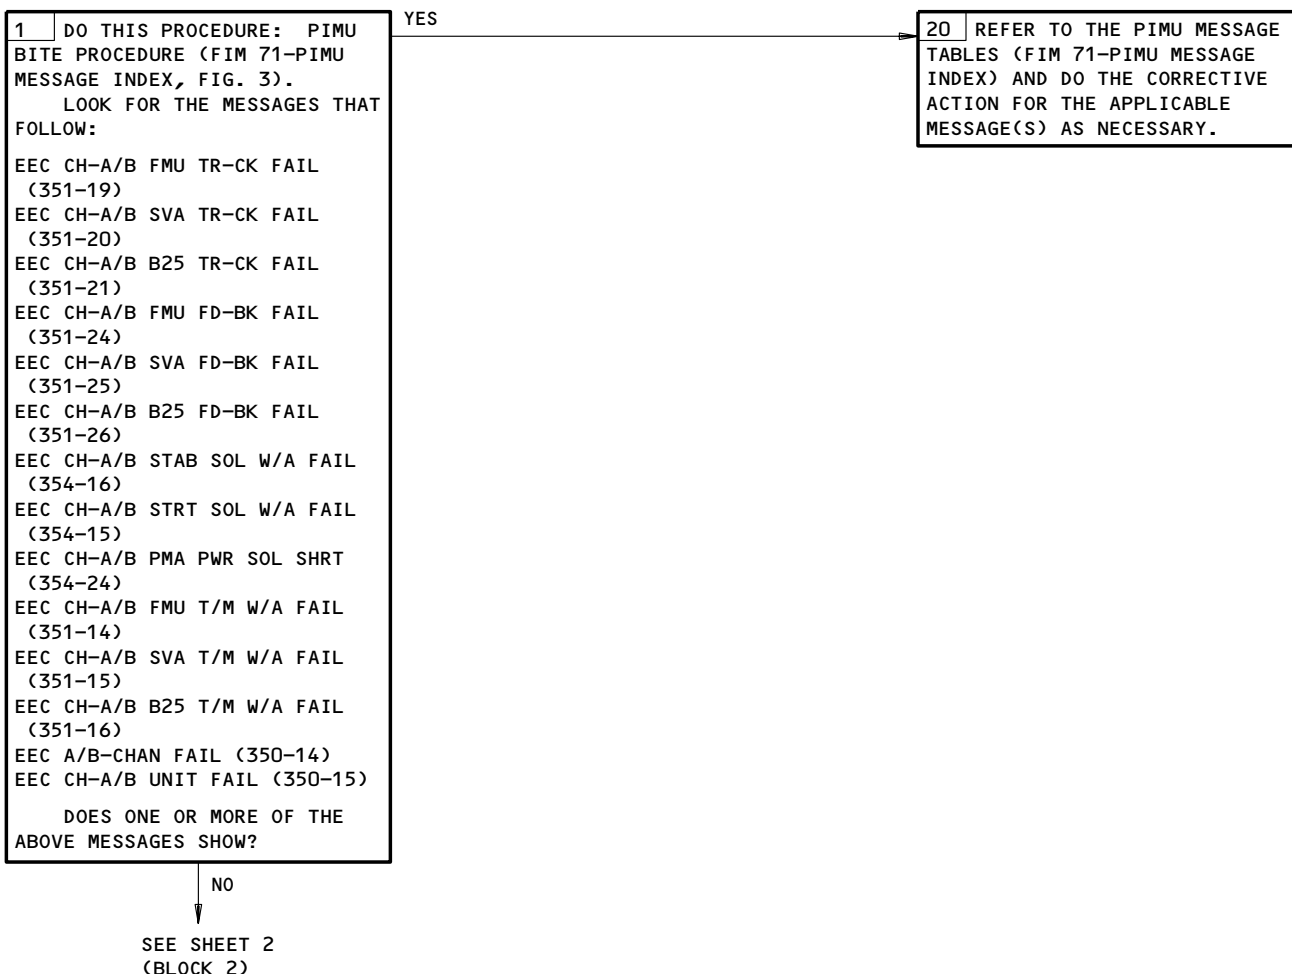 1 DO THIS PROCEDURE: PIMU
BITE PROCEDURE (FIM 71-PIMU
MESSAGE INDEX, FIG. 3).
LOOK FOR THE MESSAGES THAT
FOLLOW:
EEC CH-A/B FMU TR-CK FAIL
(351-19)
EEC CH-A/B SVA TR-CK FAIL
(351-20)
EEC CH-A/B B25 TR-CK FAIL
(351-21)
EEC CH-A/B FMU FD-BK FAIL
(351-24)
EEC CH-A/B SVA FD-BK FAIL
(351-25)
EEC CH-A/B B25 FD-BK FAIL
(351-26)
EEC CH-A/B STAB SOL W/A FAIL
(354-16)
EEC CH-A/B STRT SOL W/A FAIL
(354-15)
EEC CH-A/B PMA PWR SOL SHRT
(354-24)
EEC CH-A/B FMU T/M W/A FAIL
(351-14)
EEC CH-A/B SVA T/M W/A FAIL
(351-15)
EEC CH-A/B B25 T/M W/A FAIL
(351-16)
EEC A/B-CHAN FAIL (350-14)
EEC CH-A/B UNIT FAIL (350-15)
DOES ONE OR MORE OF THE
ABOVE MESSAGES SHOW?
YES
20 REFER TO THE PIMU MESSAGE
TABLES (FIM 71-PIMU MESSAGE
INDEX) AND DO THE CORRECTIVE
ACTION FOR THE APPLICABLE
MESSAGE(S) AS NECESSARY.
NO
SEE SHEET 2
(BLOCK 2)